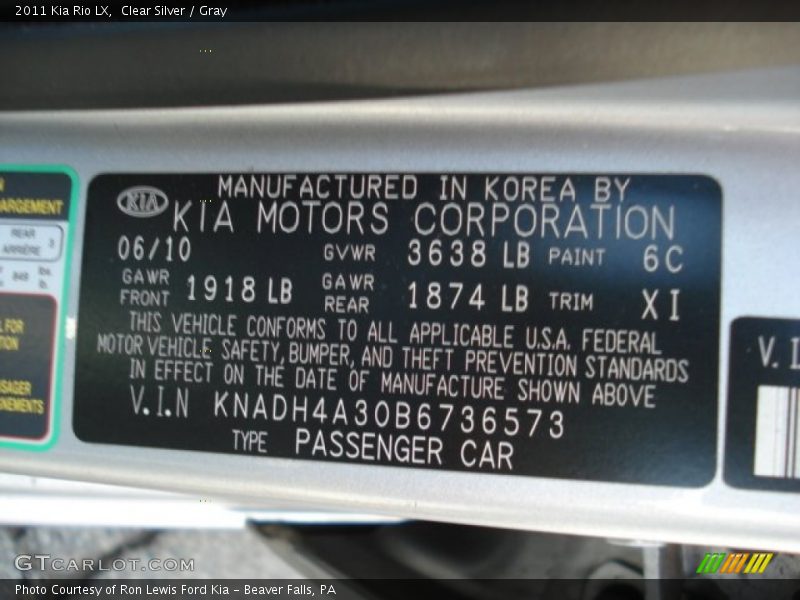 2011 Kia Rio LX, Clear Silver / Gray
MANUFACTURED IN KOREA BY
KIA KIA MOTORS CORPORATION
06/10 GVWR 3638 LB PAINT 6C
GAWR FRONT 1918 LB GAWR REAR 1874 LB TRIM XI
THIS VEHICLE CONFORMS TO ALL APPLICABLE U.S.A. FEDERAL
MOTOR VEHICLE SAFETY, BUMPER, AND THEFT PREVENTION STANDARDS
IN EFFECT ON THE DATE OF MANUFACTURE SHOWN ABOVE
V.I.N KNADH4A30B6736573
TYPE PASSENGER CAR
REAR
ARRIÈRE 3
V. I
GTCARLOT.COM
Photo Courtesy of Ron Lewis Ford Kia - Beaver Falls, PA